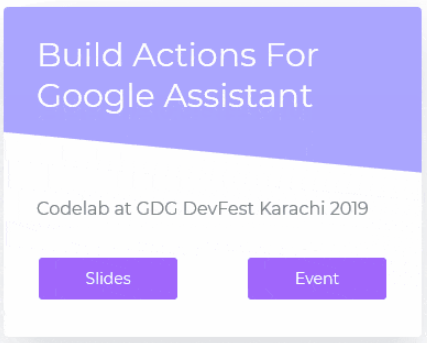 Build Actions For
Google Assistant
Codelab at GDG DevFest Karachi 2019
Slides
Event